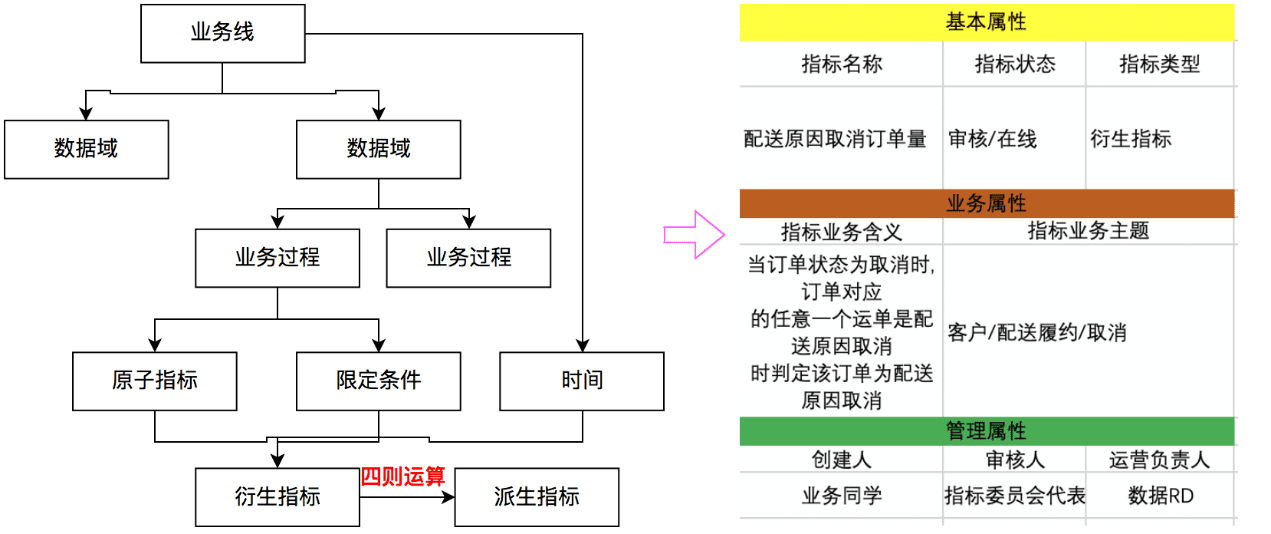 业务线
数据域
数据域
业务过程
业务过程
原子指标
限定条件
时间
四则运算
衍生指标
派生指标
基本属性
指标名称 指标状态 指标类型
配送原因取消订单量 审核/在线 衍生指标
业务属性
指标业务含义 指标业务主题
当订单状态为取消时,
订单对应
的任意一个运单是配
送原因取消
时判定该订单为配送
原因取消
客户/配送履约/取消
管理属性
创建人 审核人 运营负责人
业务同学 指标委员会代表 数据RD